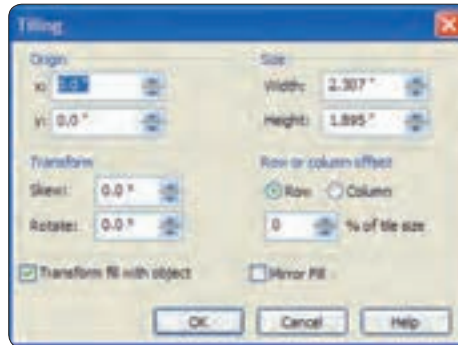 Tiling
Origin
x: 0.0 "
y: 0.0 "
Size
Width: 2.307 "
Height: 1.895 "
Transform
Skew: 0.0 °
Rotate: 0.0 °
Row or column offset
Row Column
0 % of tile size
Transform fill with object
Mirror Fill
OK Cancel Help